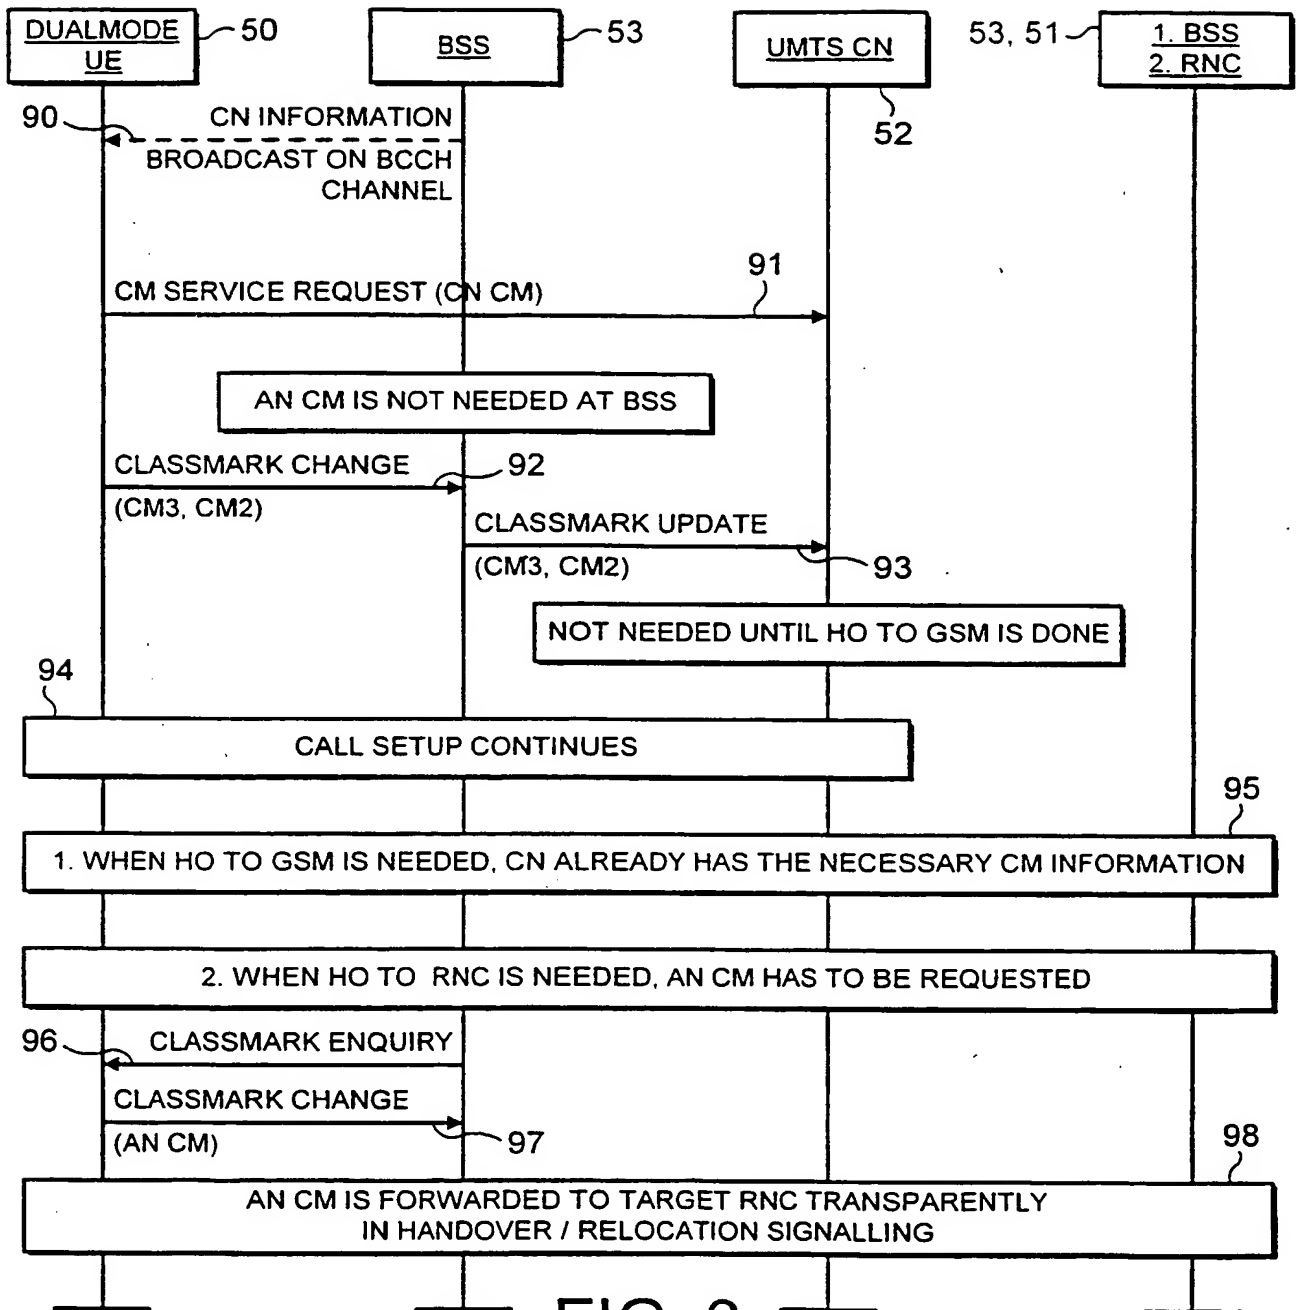 DUALMODE
UE
50
BSS
53
UMTS CN
52
53, 51
1. BSS
2. RNC
90
CN INFORMATION
BROADCAST ON BCCH
CHANNEL
91
CM SERVICE REQUEST (CN CM)
AN CM IS NOT NEEDED AT BSS
CLASSMARK CHANGE
92
(CM3, CM2)
CLASSMARK UPDATE
(CM3, CM2)
93
NOT NEEDED UNTIL HO TO GSM IS DONE
94
CALL SETUP CONTINUES
95
1. WHEN HO TO GSM IS NEEDED, CN ALREADY HAS THE NECESSARY CM INFORMATION
2. WHEN HO TO RNC IS NEEDED, AN CM HAS TO BE REQUESTED
96
CLASSMARK ENQUIRY
CLASSMARK CHANGE
(AN CM)
97
98
AN CM IS FORWARDED TO TARGET RNC TRANSPARENTLY
IN HANDOVER / RELOCATION SIGNALLING